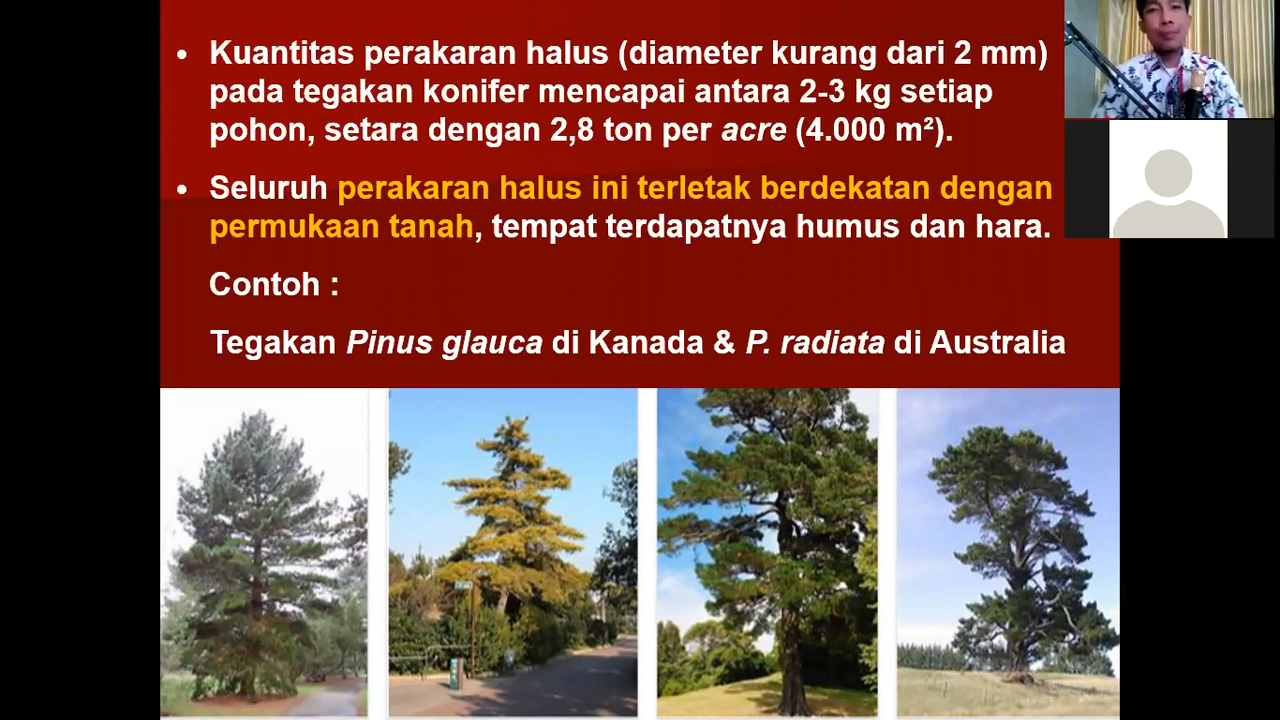 • Kuantitas perakaran halus (diameter kurang dari 2 mm)
pada tegakan konifer mencapai antara 2-3 kg setiap
pohon, setara dengan 2,8 ton per acre (4.000 m²).
• Seluruh perakaran halus ini terletak berdekatan dengan
permukaan tanah, tempat terdapatnya humus dan hara.
Contoh :
Tegakan Pinus glauca di Kanada & P. radiata di Australia